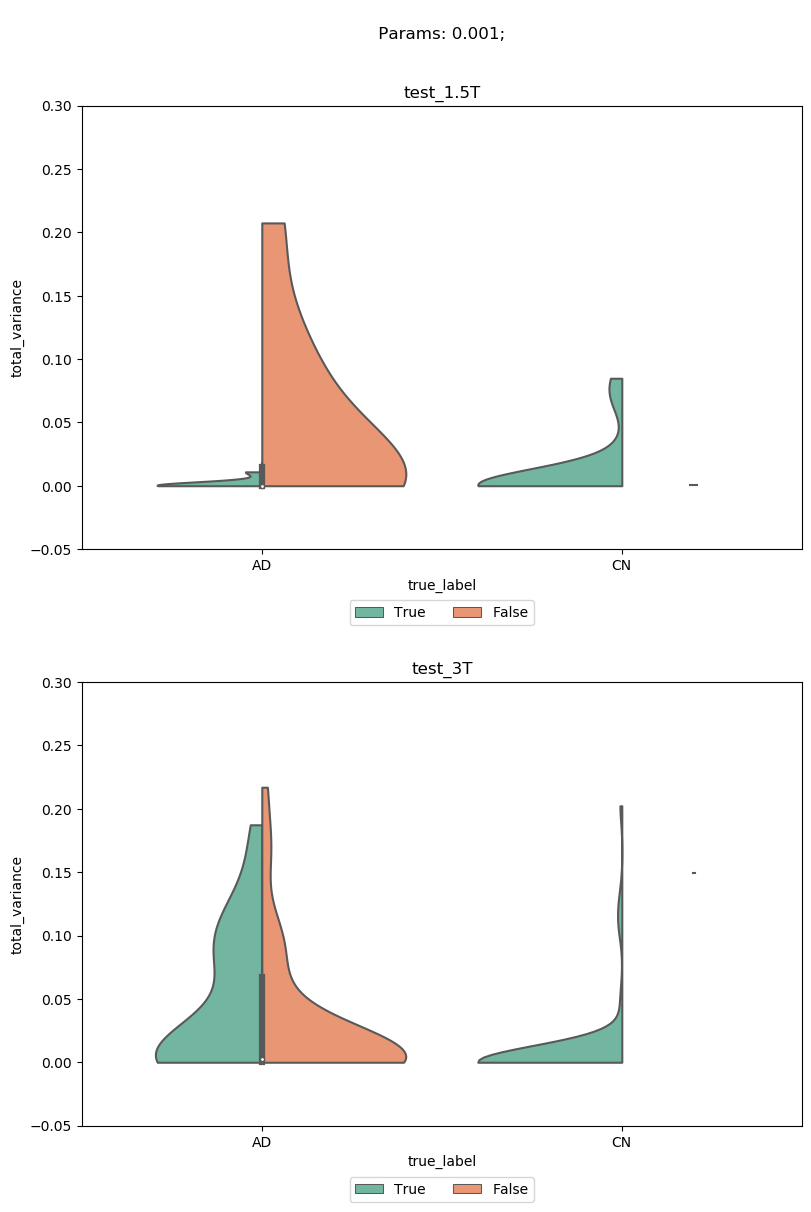 Params: 0.001;
test_1.5T
0.30
0.25
0.20
0.15
0.10
0.05
0.00
−0.05
total_variance
AD CN
true_label
True False
test_3T
0.30
0.25
0.20
0.15
0.10
0.05
0.00
−0.05
total_variance
AD CN
true_label
True False